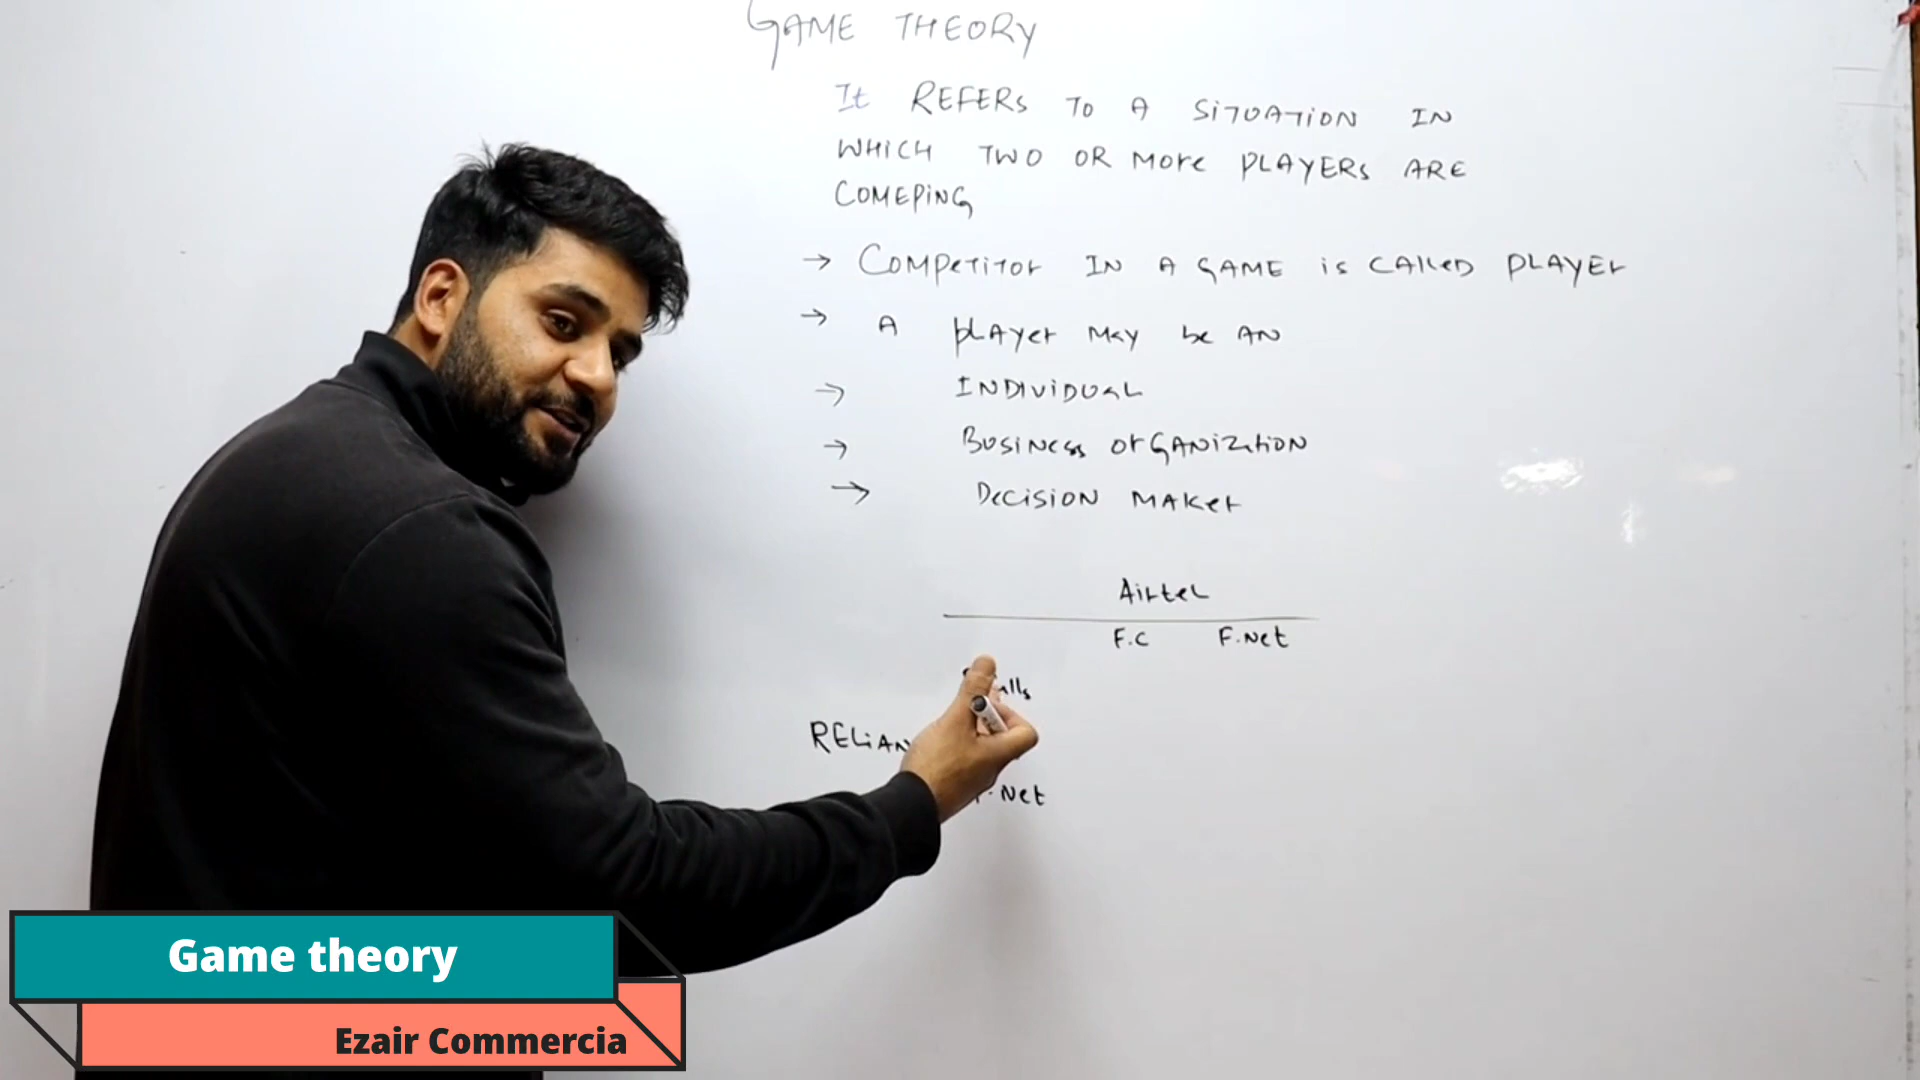 GAME THEORY
It REFERS TO A SITUATION IN
WHICH TWO OR MORE PLAYERS ARE
COMEPING
→ COMPETITOR IN A GAME is CALLED PLAYER
→ A PLAYER MAY be AN
→ INDIVIDUAL
→ BUSINESS ORGANIZATION
→ DECISION MAKER
Airtel
F.C F.Net
RELIAN
F.Net
Game theory
Ezair Commercia